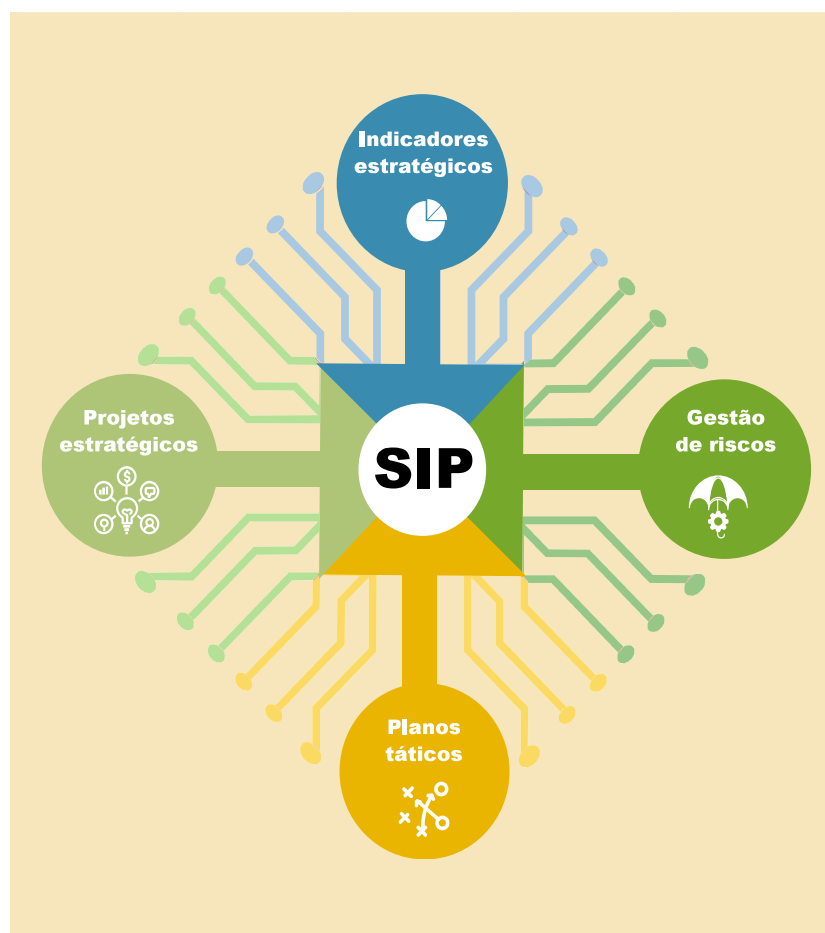 Indicadores
estratégicos
Projetos
estratégicos
SIP
Gestão
de riscos
Planos
táticos